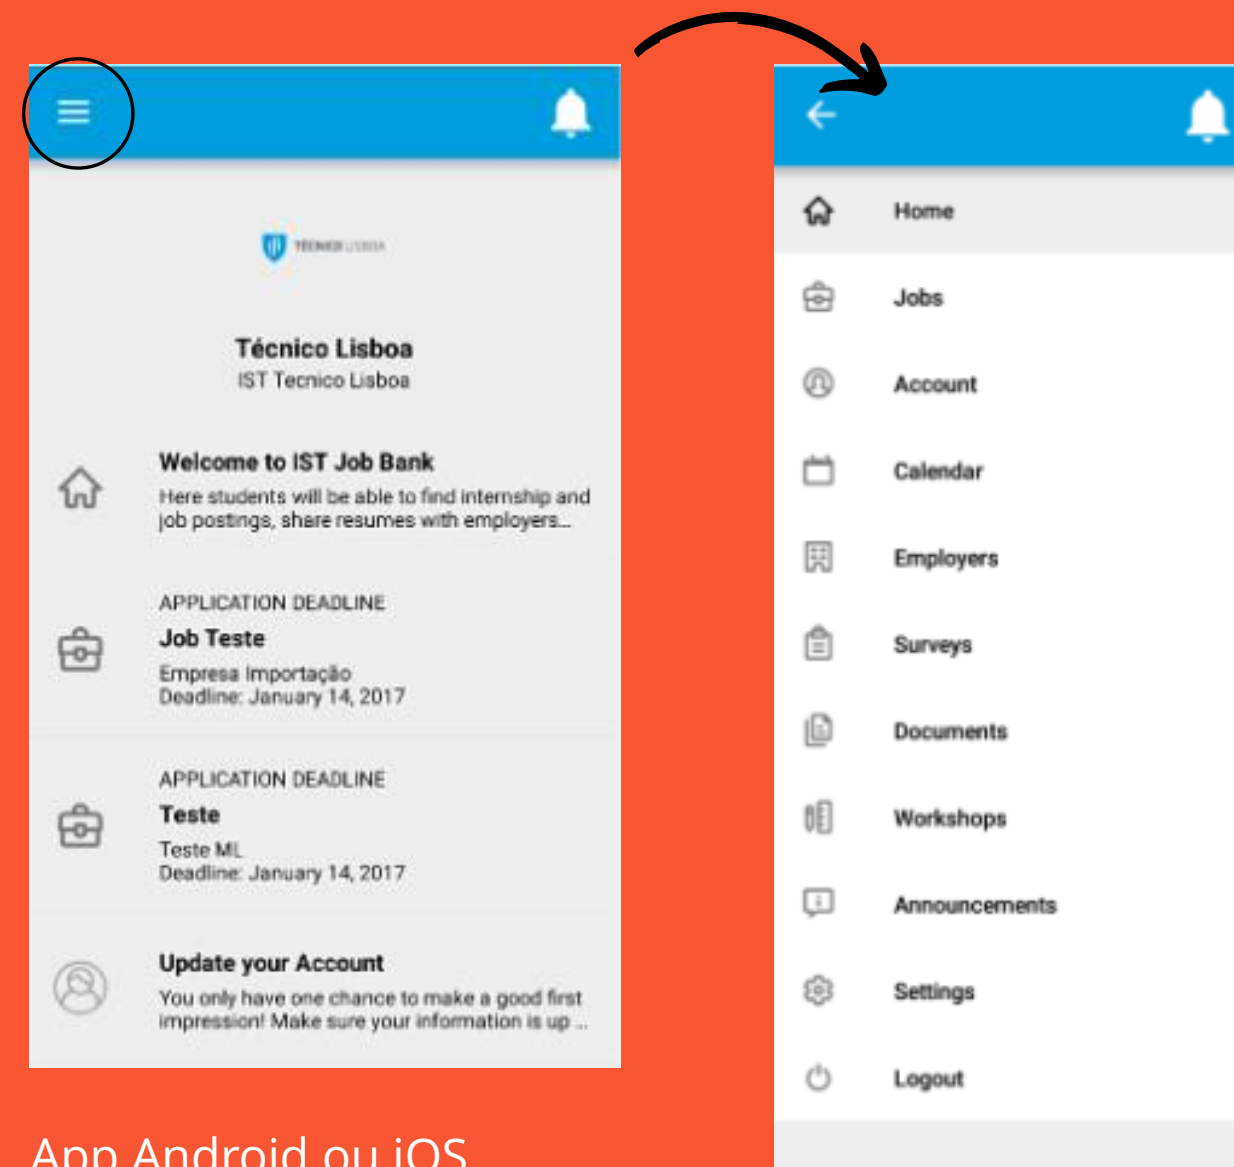 TÉCNICO LISBOA
Técnico Lisboa
IST Tecnico Lisboa
Welcome to IST Job Bank
Here students will be able to find internship and
job postings, share resumes with employers...
APPLICATION DEADLINE
Job Teste
Empresa Importação
Deadline: January 14, 2017
APPLICATION DEADLINE
Teste
Teste ML
Deadline: January 14, 2017
Update your Account
You only have one chance to make a good first
impression! Make sure your information is up ...
App Android ou iOS
Home
Jobs
Account
Calendar
Employers
Surveys
Documents
Workshops
Announcements
Settings
Logout